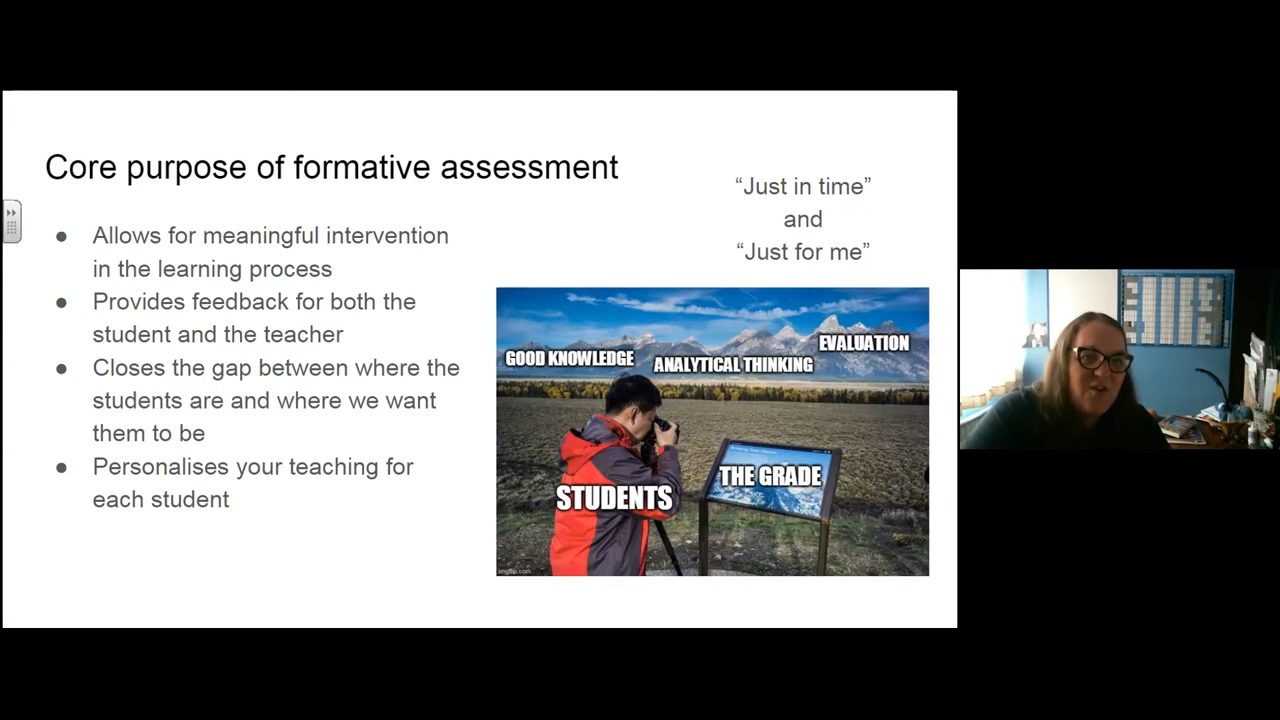 Core purpose of formative assessment
“Just in time”
and
“Just for me”
● Allows for meaningful intervention
in the learning process
● Provides feedback for both the
student and the teacher
● Closes the gap between where the
students are and where we want
them to be
● Personalises your teaching for
each student
GOOD KNOWLEDGE
ANALYTICAL THINKING
EVALUATION
STUDENTS
THE GRADE
imgflip.com